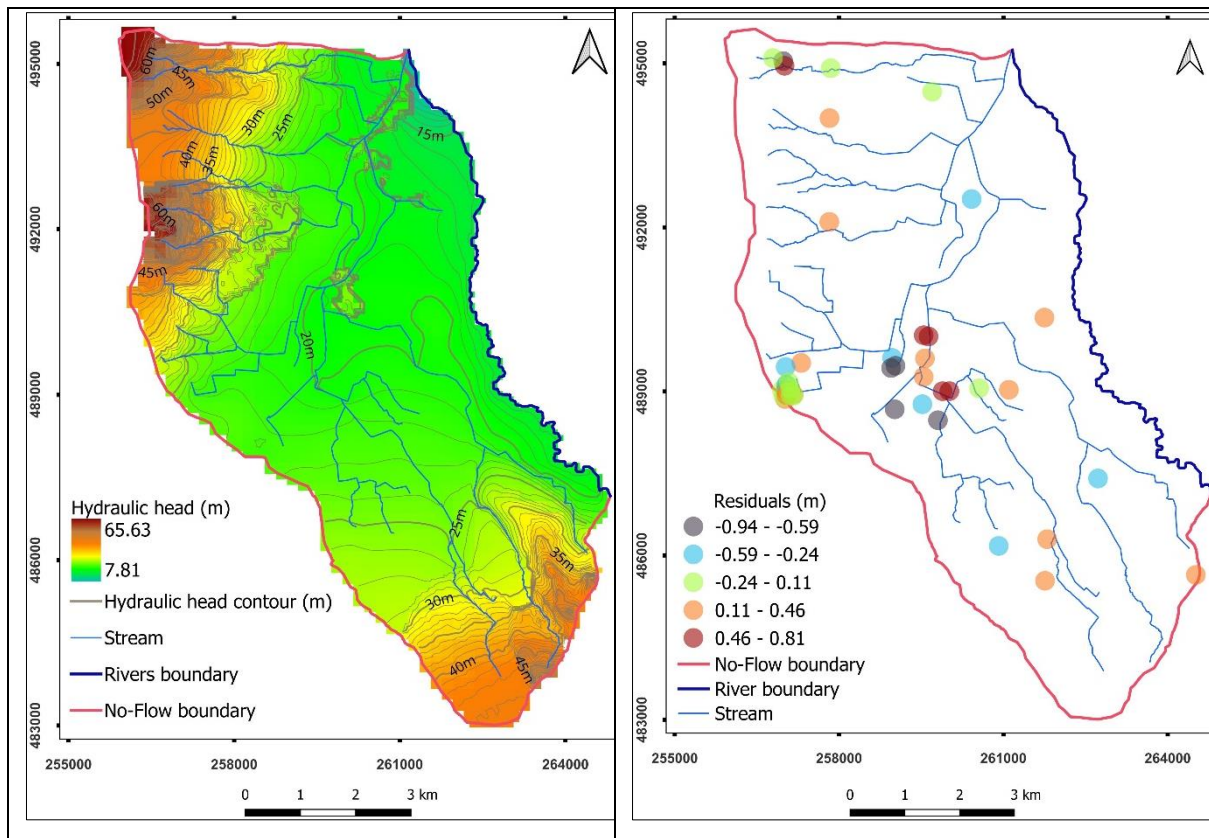 495000
492000
489000
486000
483000
60m
45m
50m
30m
25m
15m
40m
35m
60m
45m
20m
25m
35m
30m
40m
45m
Hydraulic head (m)
65.63
7.81
Hydraulic head contour (m)
Stream
Rivers boundary
No-Flow boundary
255000 258000 261000 264000
0 1 2 3 km
495000
492000
489000
486000
483000
Residuals (m)
-0.94 - -0.59
-0.59 - -0.24
-0.24 - 0.11
0.11 - 0.46
0.46 - 0.81
No-Flow boundary
River boundary
Stream
255000 258000 261000 264000
0 1 2 3 km